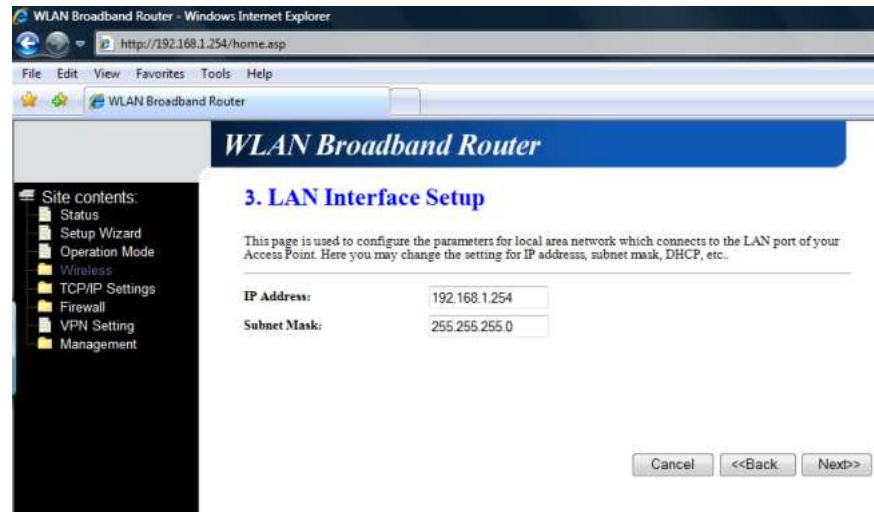 WLAN Broadband Router - Windows Internet Explorer
http://192.168.1.254/home.asp
File Edit View Favorites Tools Help
WLAN Broadband Router
WLAN Broadband Router
Site contents:
Status
Setup Wizard
Operation Mode
Wireless
TCP/IP Settings
Firewall
VPN Setting
Management
3. LAN Interface Setup
This page is used to configure the parameters for local area network which connects to the LAN port of your
Access Point. Here you may change the setting for IP addresss, subnet mask, DHCP, etc..
IP Address: 192.168.1.254
Subnet Mask: 255.255.255.0
Cancel <<Back Next>>